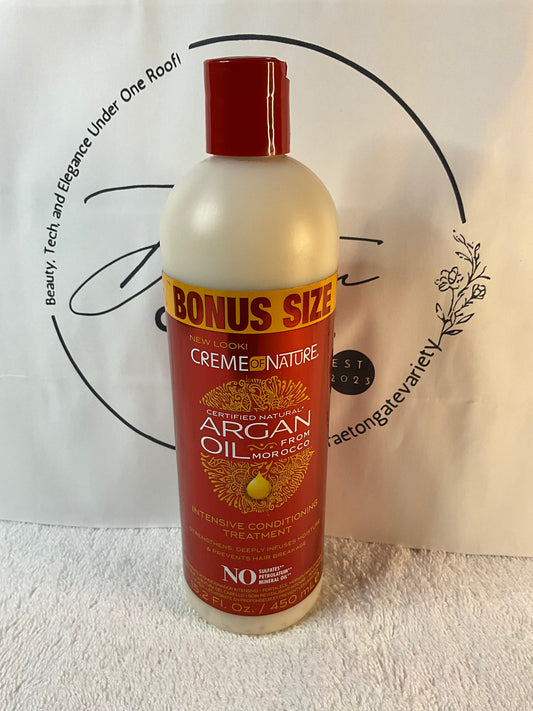 Beauty, Tech, and Elegance Under One Roof!
BONUS SIZE
NEW LOOK!
CREME OF NATURE
EST
2023
aetongatevariety
CERTIFIED NATURAL*
ARGAN
OIL FROM
MOROCCO
INTENSIVE CONDITIONING
TREATMENT
STRENGTHENS, DEEPLY INFUSES MOISTURE
& PREVENTS HAIR BREAKAGE
NO SULFATES**
PETROLATUM**
MINERAL OIL**
Fl. Oz. / 450 mL